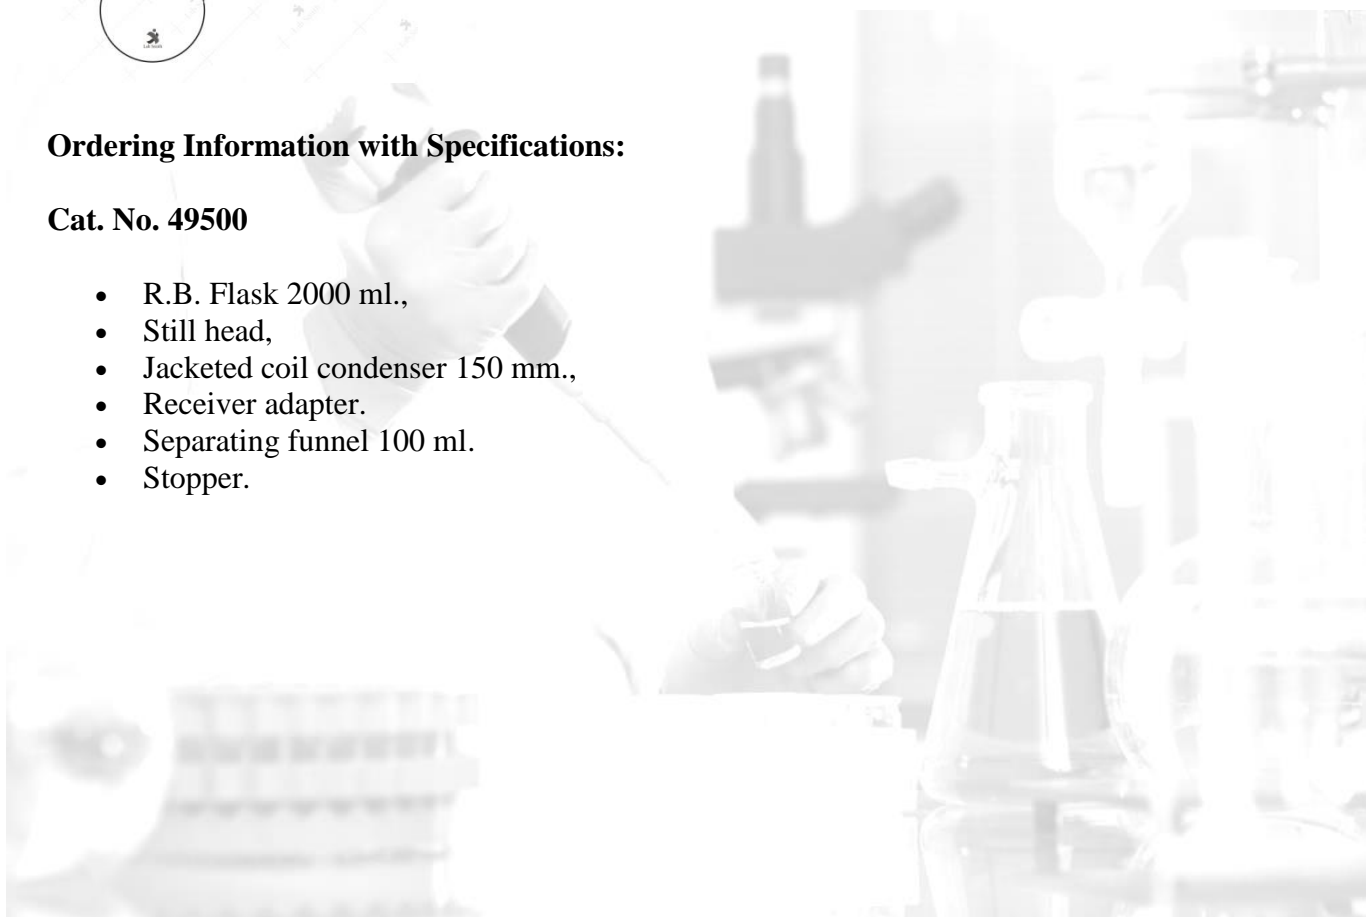 Ordering Information with Specifications:
Cat. No. 49500
• R.B. Flask 2000 ml.,
• Still head,
• Jacketed coil condenser 150 mm.,
• Receiver adapter.
• Separating funnel 100 ml.
• Stopper.